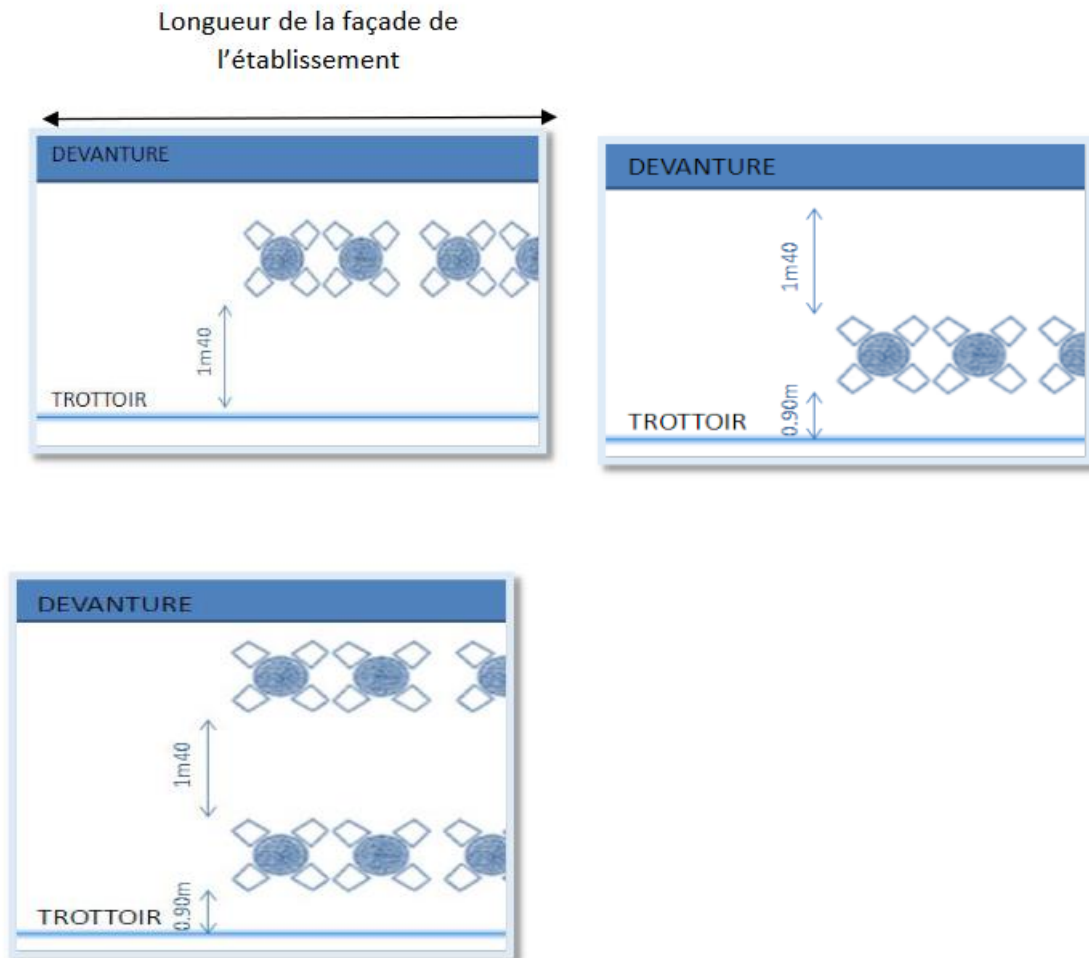 Longueur de la façade de
l'établissement
DEVANTURE
1m40
TROTTOIR
DEVANTURE
1m40
0.90m
TROTTOIR
DEVANTURE
1m40
0.90m
TROTTOIR